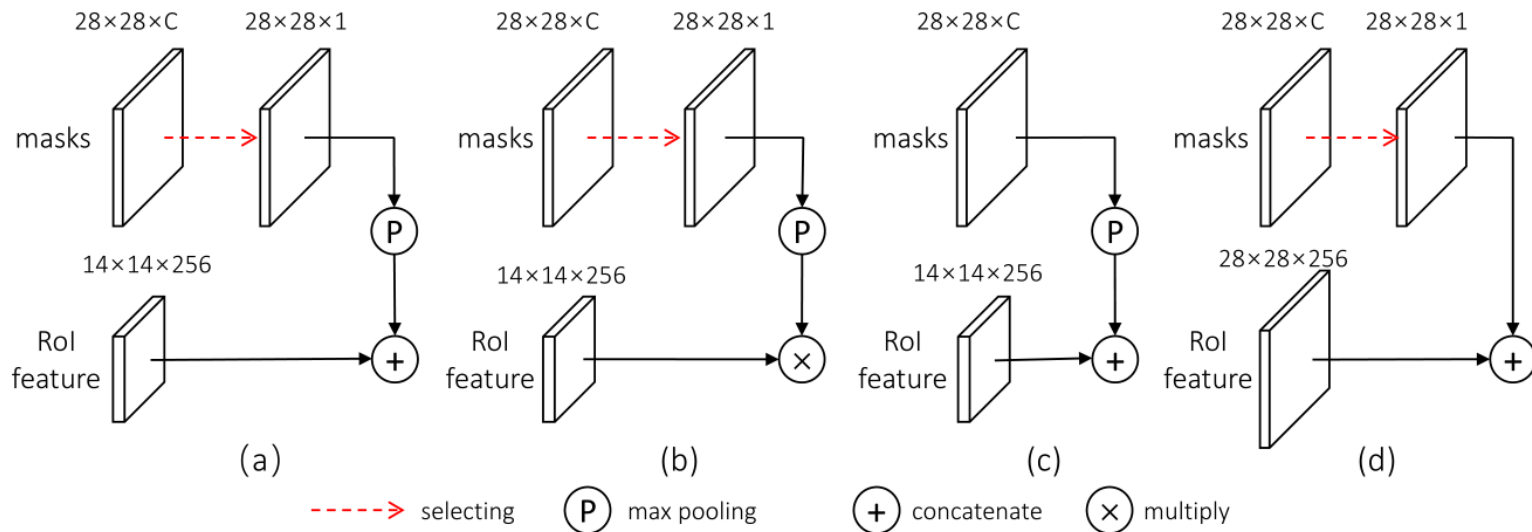 28×28×C 28×28×1 28×28×C 28×28×1 28×28×C 28×28×C 28×28×1
masks masks masks masks
P P P
14×14×256 14×14×256 14×14×256 28×28×256
RoI RoI RoI RoI
feature + feature × feature + feature +
(a) (b) (c) (d)
selecting P max pooling + concatenate × multiply